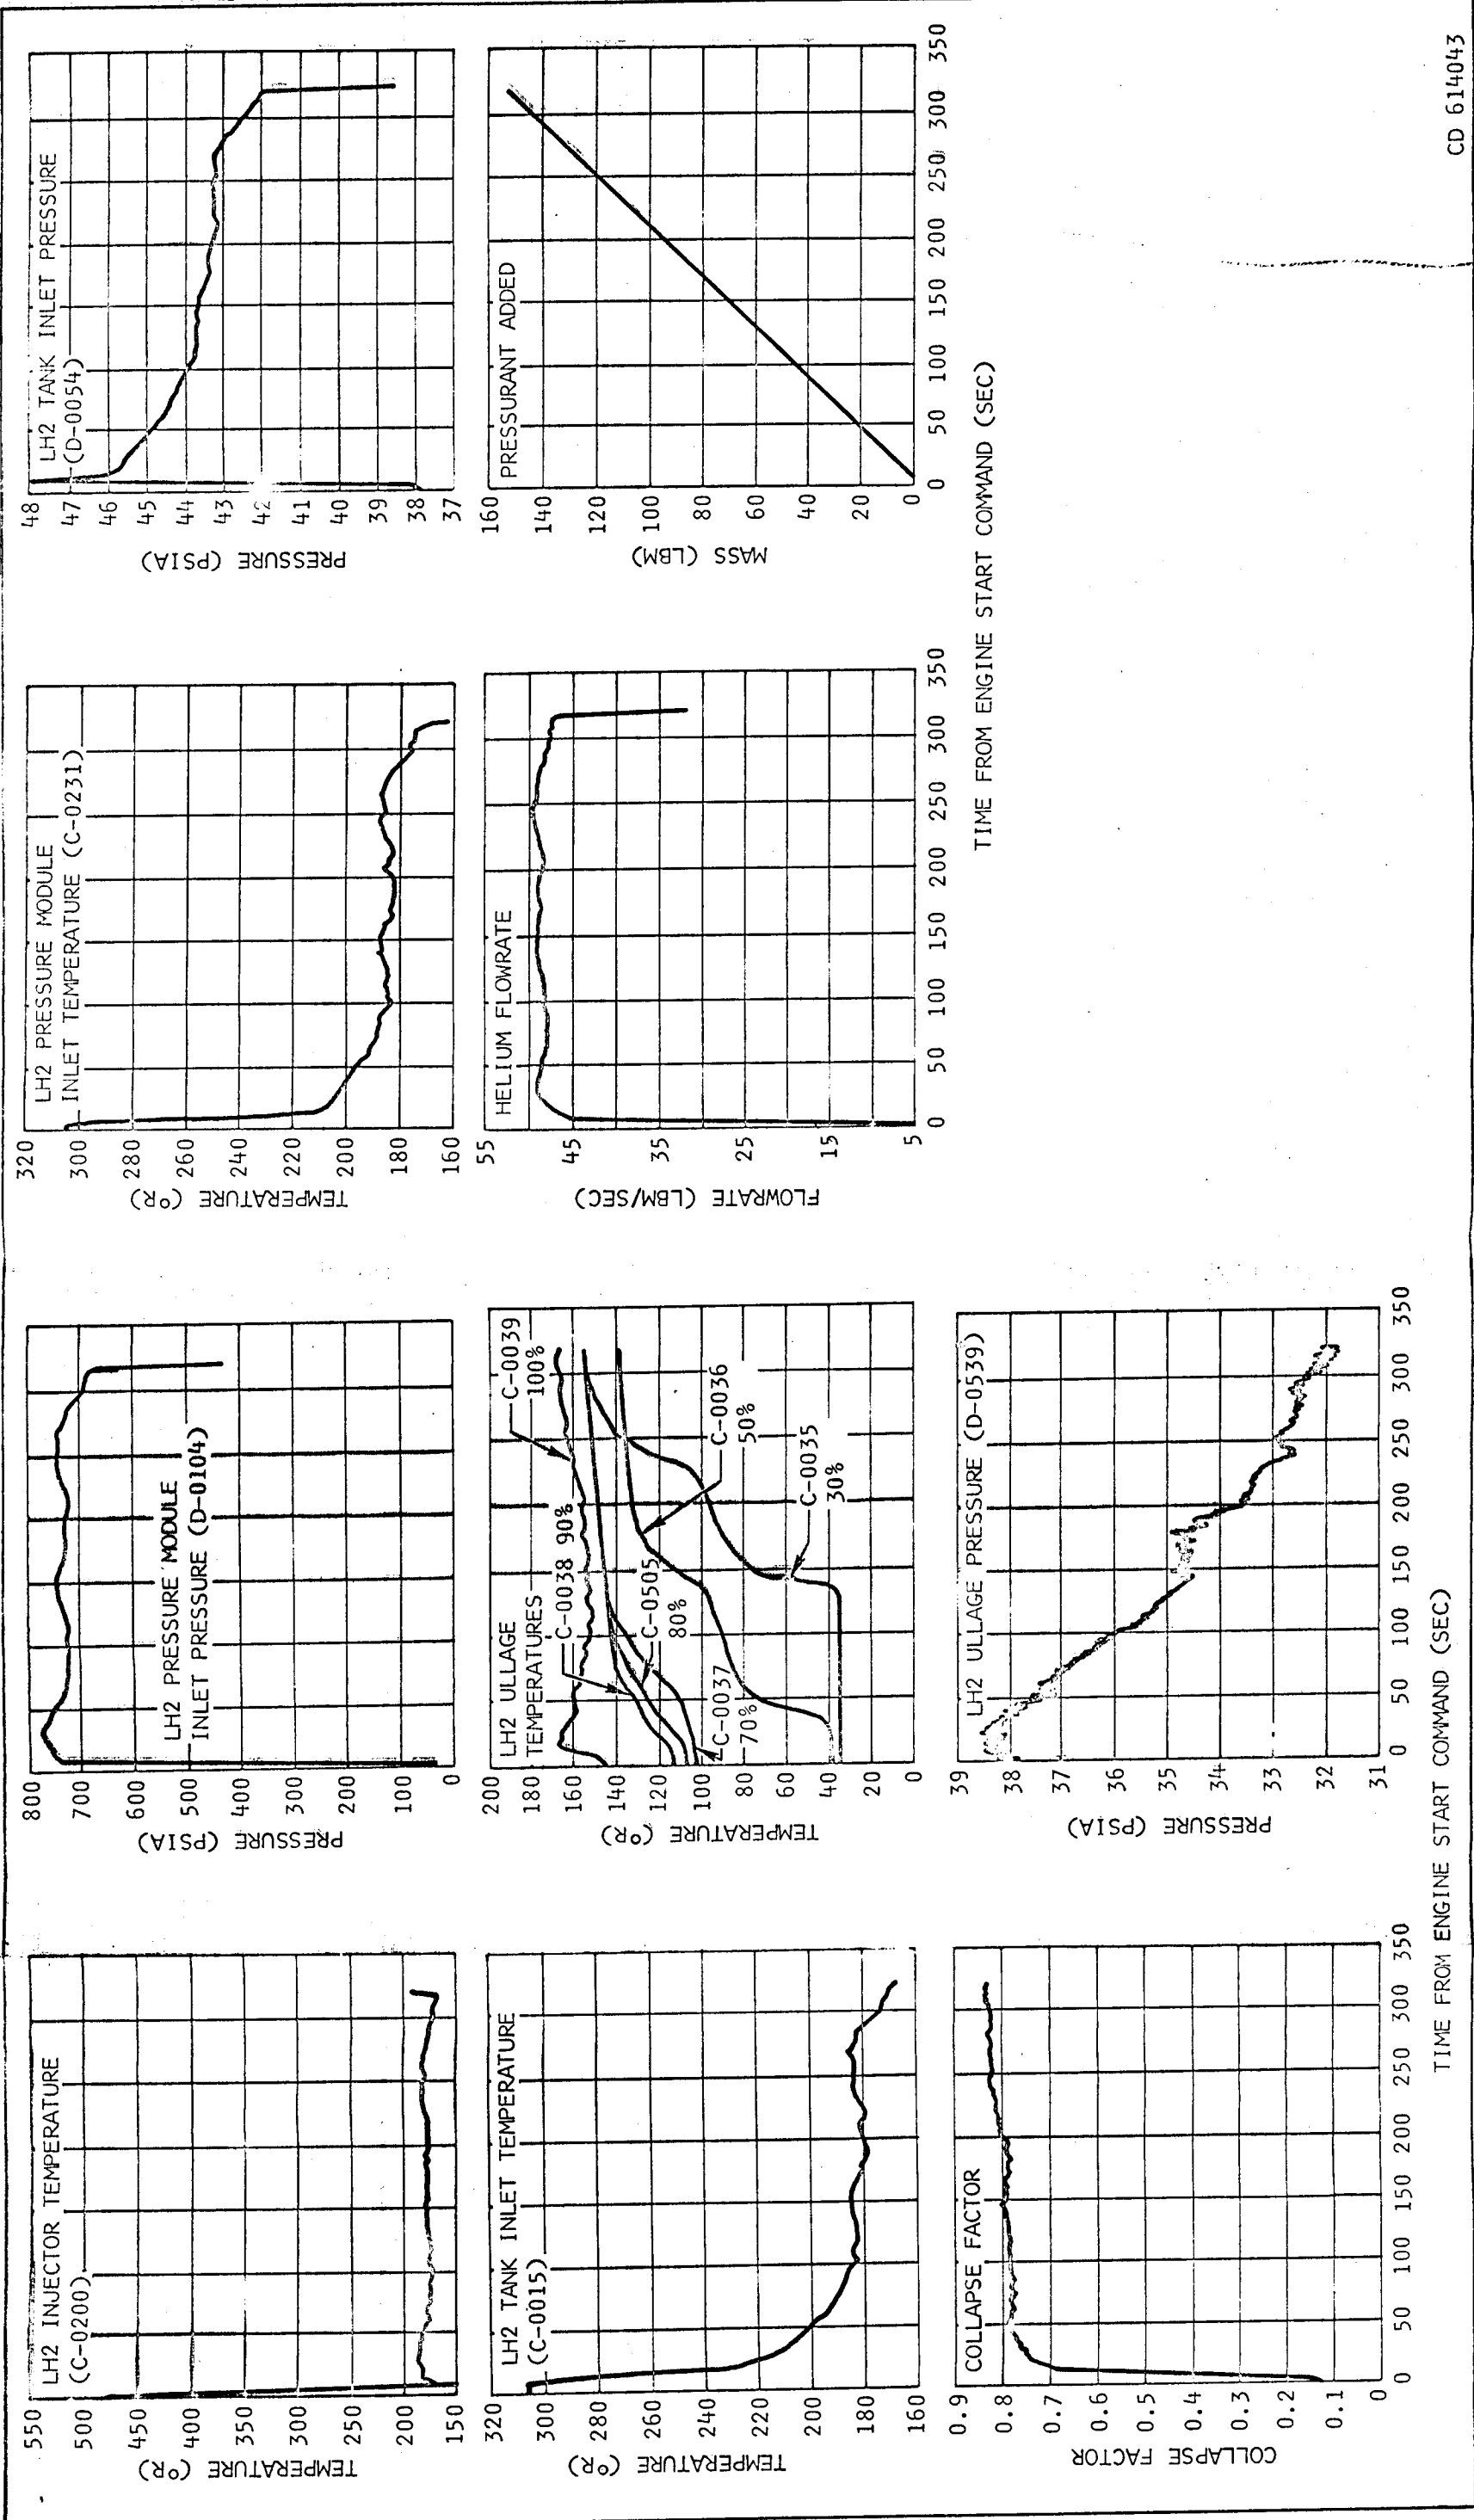 LH2 INJECTOR TEMPERATURE
(C-0200)
TEMPERATURE (ºR)
550
500
450
400
350
300
250
200
150
LH2 PRESSURE MODULE
INLET PRESSURE (D-0104)
PRESSURE (PSIA)
800
700
600
500
400
300
200
100
0
LH2 PRESSURE MODULE
INLET TEMPERATURE (C-0231)
TEMPERATURE (ºR)
320
300
280
260
240
220
200
180
160
LH2 TANK INLET PRESSURE
(D-0054)
PRESSURE (PSIA)
48
47
46
45
44
43
42
41
40
39
38
37
LH2 TANK INLET TEMPERATURE
(C-0015)
TEMPERATURE (ºR)
320
300
280
260
240
220
200
180
160
LH2 ULLAGE
TEMPERATURES
TEMPERATURE (ºR)
200
180
160
140
120
100
80
60
40
20
0
C-0038 90%
C-0505
80%
C-0037
70%
C-0039
100%
C-0036
50%
C-0035
30%
HELIUM FLOWRATE
FLOWRATE (LBM/SEC)
55
45
35
25
15
5
0 50 100 150 200 250 300 350
PRESSURANT ADDED
MASS (LBM)
160
140
120
100
80
60
40
20
0
0 50 100 150 200 250 300 350
TIME FROM ENGINE START COMMAND (SEC)
COLLAPSE FACTOR
COLLAPSE FACTOR
0.9
0.8
0.7
0.6
0.5
0.4
0.3
0.2
0.1
0
0 50 100 150 200 250 300 350
LH2 ULLAGE PRESSURE (D-0539)
PRESSURE (PSIA)
39
38
37
36
35
34
33
32
31
0 50 100 150 200 250 300 350
TIME FROM ENGINE START COMMAND (SEC)
CD 614043